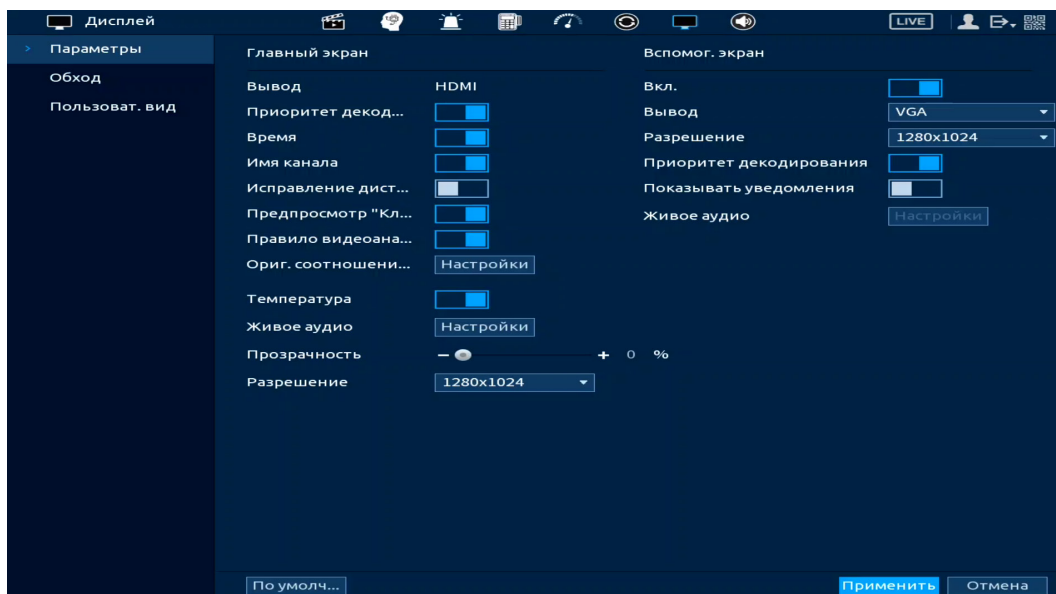 Дисплей
LIVE
Параметры
Обход
Пользоват. вид
Главный экран
Вывод HDMI
Приоритет декод...
Время
Имя канала
Исправление дист...
Предпросмотр "Кл...
Правило видеоана...
Ориг. соотношени... Настройки
Температура
Живое аудио Настройки
Прозрачность − + 0 %
Разрешение 1280x1024
Вспомог. экран
Вкл.
Вывод VGA
Разрешение 1280x1024
Приоритет декодирования
Показывать уведомления
Живое аудио Настройки
По умолч... Применить Отмена